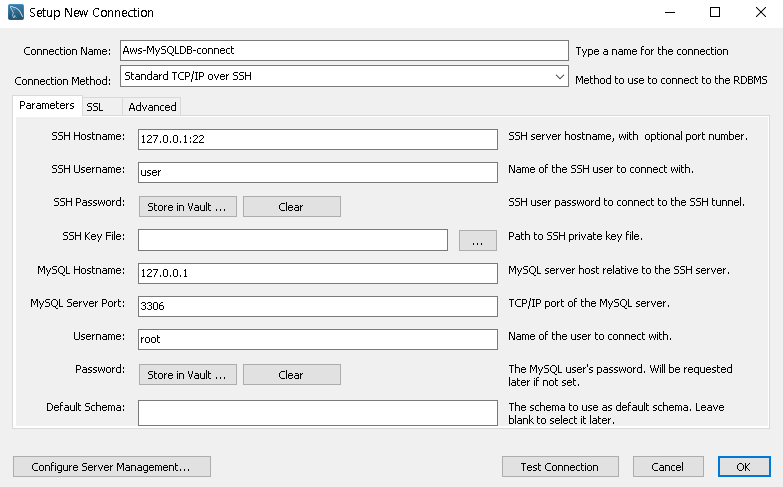 Setup New Connection
Connection Name: Aws-MySQLDB-connect Type a name for the connection
Connection Method: Standard TCP/IP over SSH Method to use to connect to the RDBMS
Parameters SSL Advanced
SSH Hostname: 127.0.0.1:22 SSH server hostname, with optional port number.
SSH Username: user Name of the SSH user to connect with.
SSH Password: Store in Vault ... Clear SSH user password to connect to the SSH tunnel.
SSH Key File: ... Path to SSH private key file.
MySQL Hostname: 127.0.0.1 MySQL server host relative to the SSH server.
MySQL Server Port: 3306 TCP/IP port of the MySQL server.
Username: root Name of the user to connect with.
Password: Store in Vault ... Clear The MySQL user's password. Will be requested
later if not set.
Default Schema: The schema to use as default schema. Leave
blank to select it later.
Configure Server Management... Test Connection Cancel OK